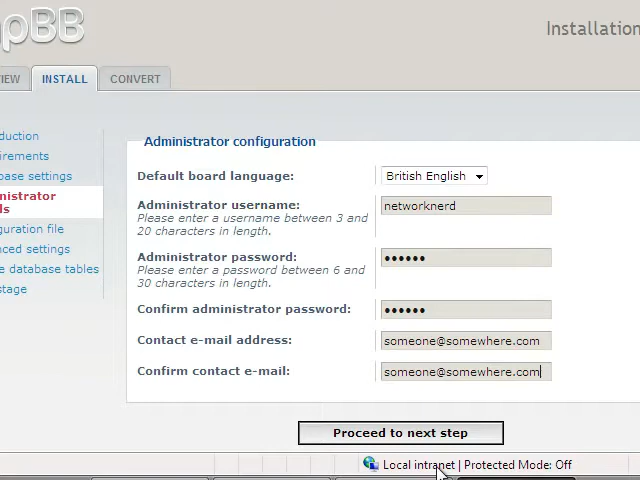 pBB
Installation
IEW
INSTALL
CONVERT
duction
irements
base settings
nistrator
ls
guration file
nced settings
e database tables
stage
Administrator configuration
Default board language:
British English
Administrator username:
Please enter a username between 3 and
20 characters in length.
networknerd
Administrator password:
Please enter a password between 6 and
30 characters in length.
••••••
Confirm administrator password:
••••••
Contact e-mail address:
someone@somewhere.com
Confirm contact e-mail:
someone@somewhere.com
Proceed to next step
Local intranet | Protected Mode: Off